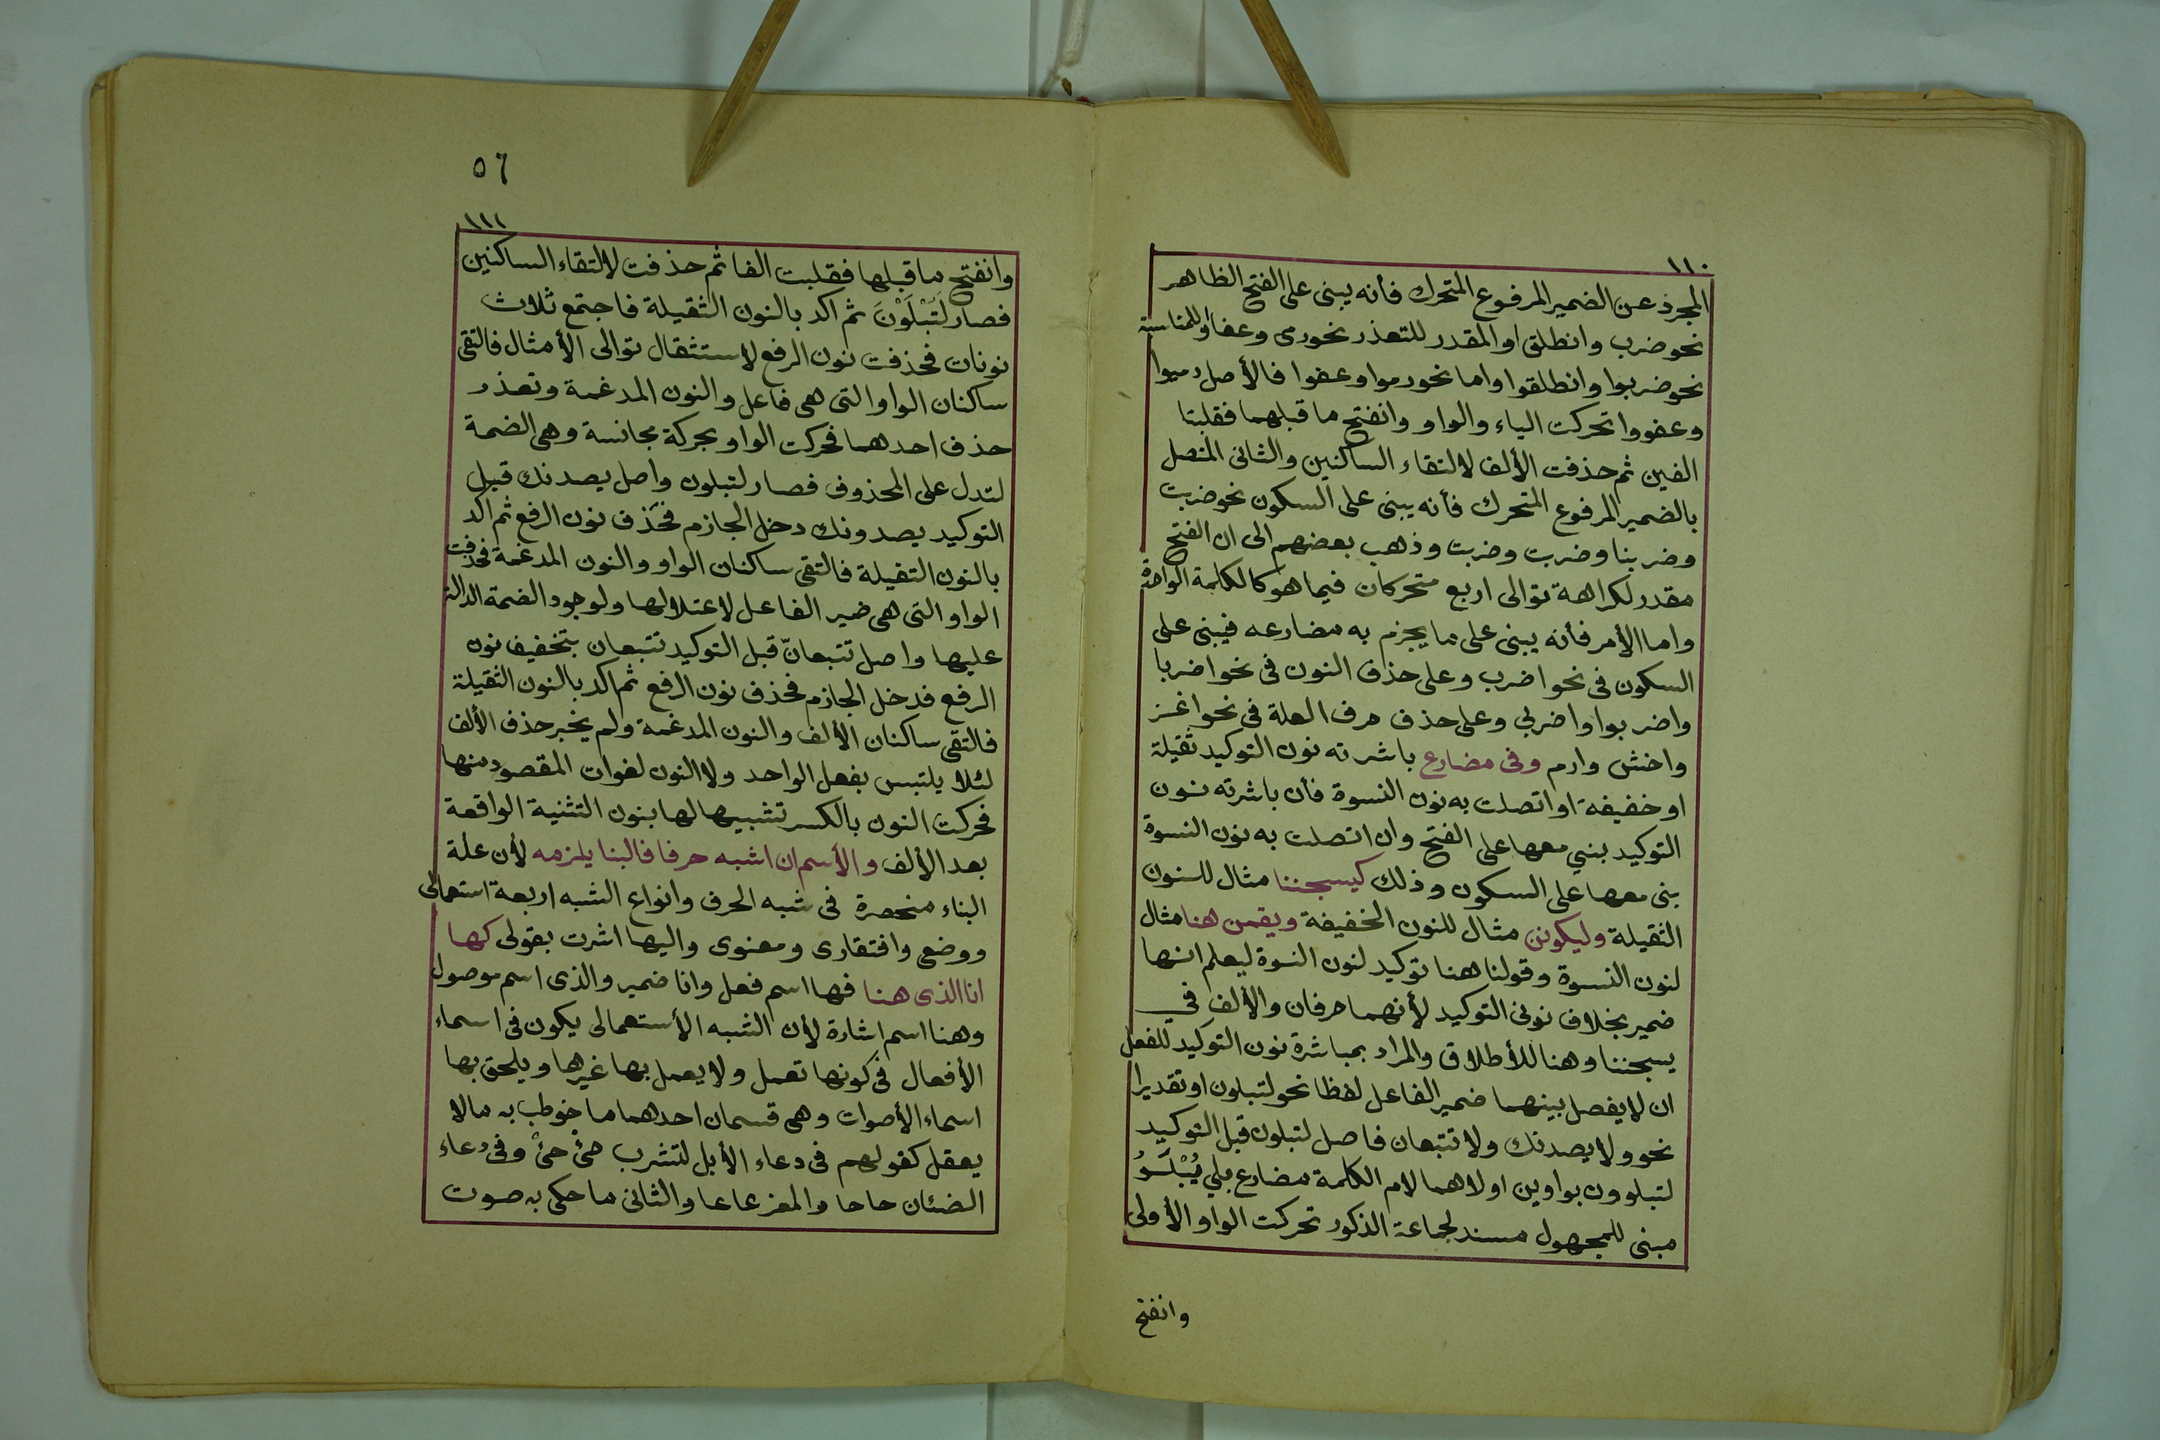 ١١٠
المجرد عن الضمير المرفوع المتحرك فأنه يبنى على الفتح الظاهر
نحو ضرب وانطلق او المقدر للتعذر نحو رمى وعفا او للمناسبة
نحو ضربوا وانطلقوا واما نحو رموا وعفوا فالأصل رميوا
وعفووا تحركت الياء والواو وانفتح ما قبلهما فقلبتا
الفين ثم حذفت الألف لالتقاء الساكنين والثانى المتصل
بالضمير المرفوع المتحرك فأنه يبنى على السكون نحو ضربت
وضربنا وضربت وضربت وذهب بعضهم الى ان الفتح
مقدر لكراهة توالى اربع متحركات فيما هو كالكلمة الواحدة
واما الأمر فأنه يبنى على ما يجزم به مضارعه فيبنى على
السكون فى نحو اضرب وعلى حذف النون فى نحو اضربا
واضربوا واضربى وعلى حذف حرف العلة فى نحو اغز
واخش وارم وفى مضارع باشرته نون التوكيد ثقيلة
او خفيفة او اتصلت به نون النسوة فأن باشرته نون
التوكيد بنى معها على الفتح وان اتصلت به نون النسوة
بنى معها على السكون وذلك كيسجننا مثال للنون
الثقيلة وليكونن مثال للنون الخفيفة ويقمن هنا مثال
لنون النسوة وقولنا هنا توكيد لنون النسوة ليعلم انها
ضمير بخلاف نونى التوكيد لأنهما حرفان والألف في
يسجننا وهنا للأطلاق والمراد بمباشرة نون التوكيد للفعل
ان لا يفصل بينهما ضمير الفاعل لفظا نحو لتبلون او تقديرا
نحو ولا يصدنك ولا تتبعان فاصل لتبلون قبل التوكيد
لتبلوون بواوين اولاهما لام الكلمة مضارع بلي يُبْلَوُ
مبنى للمجهول مسند لجماعة الذكور تحركت الواو الأولى
وانفتح
٥٦
١١١
وانفتح ما قبلها فقلبت الفا ثم حذفت لالتقاء الساكنين
فصار لَتُبْلَوْنَ ثم اكد بالنون الثقيلة فاجتمع ثلاث
نونات فحذفت نون الرفع لاستثقال توالى الأمثال فالتقى
ساكنان الواو التى هى فاعل والنون المدغمة وتعذر
حذف احدهما فحركت الواو بحركة مجانسة وهى الضمة
لتدل على المحذوف فصار لتبلون واصل يصدنك قبل
التوكيد يصدونك دخل الجازم فحذف نون الرفع ثم اكد
بالنون الثقيلة فالتقى ساكنان الواو والنون المدغمة فحذفت
الواو التى هى ضمير الفاعل لاعتلالها ولوجود الضمة الدالة
عليها واصل تتبعانّ قبل التوكيد تتبعان بتخفيف نون
الرفع فدخل الجازم فحذف نون الرفع ثم اكد بالنون الثقيلة
فالتقى ساكنان الألف والنون المدغمة ولم يخبر حذف الألف
لئلا يلتبس بفعل الواحد ولا النون لفوات المقصود منها
فحركت النون بالكسر تشبيها لها بنون التثنية الواقعة
بعد الألف والأسم ان اشبه حرفا فالبنا يلزمه لأن علة
البناء منحصرة فى شبه الحرف وانواع الشبه اربعة استعمالى
ووضعى وافتقارى ومعنوى واليها اشرت بقولى كها
انا الذى هنا فها اسم فعل وانا ضمير والذى اسم موصول
وهنا اسم اشارة لأن الشبه الأستعمالى يكون فى اسماء
الأفعال فى كونها تعمل ولا يعمل بها غيرها ويلحق بها
اسماء الأصوات وهى قسمان احدهما ما خوطب به ما لا
يعقل كقولهم فى دعاء الأبل لتشرب جئْ جئْ وفى دعاء
الضئان حاحا والمعز عاعا والثانى ما حكى به صوت